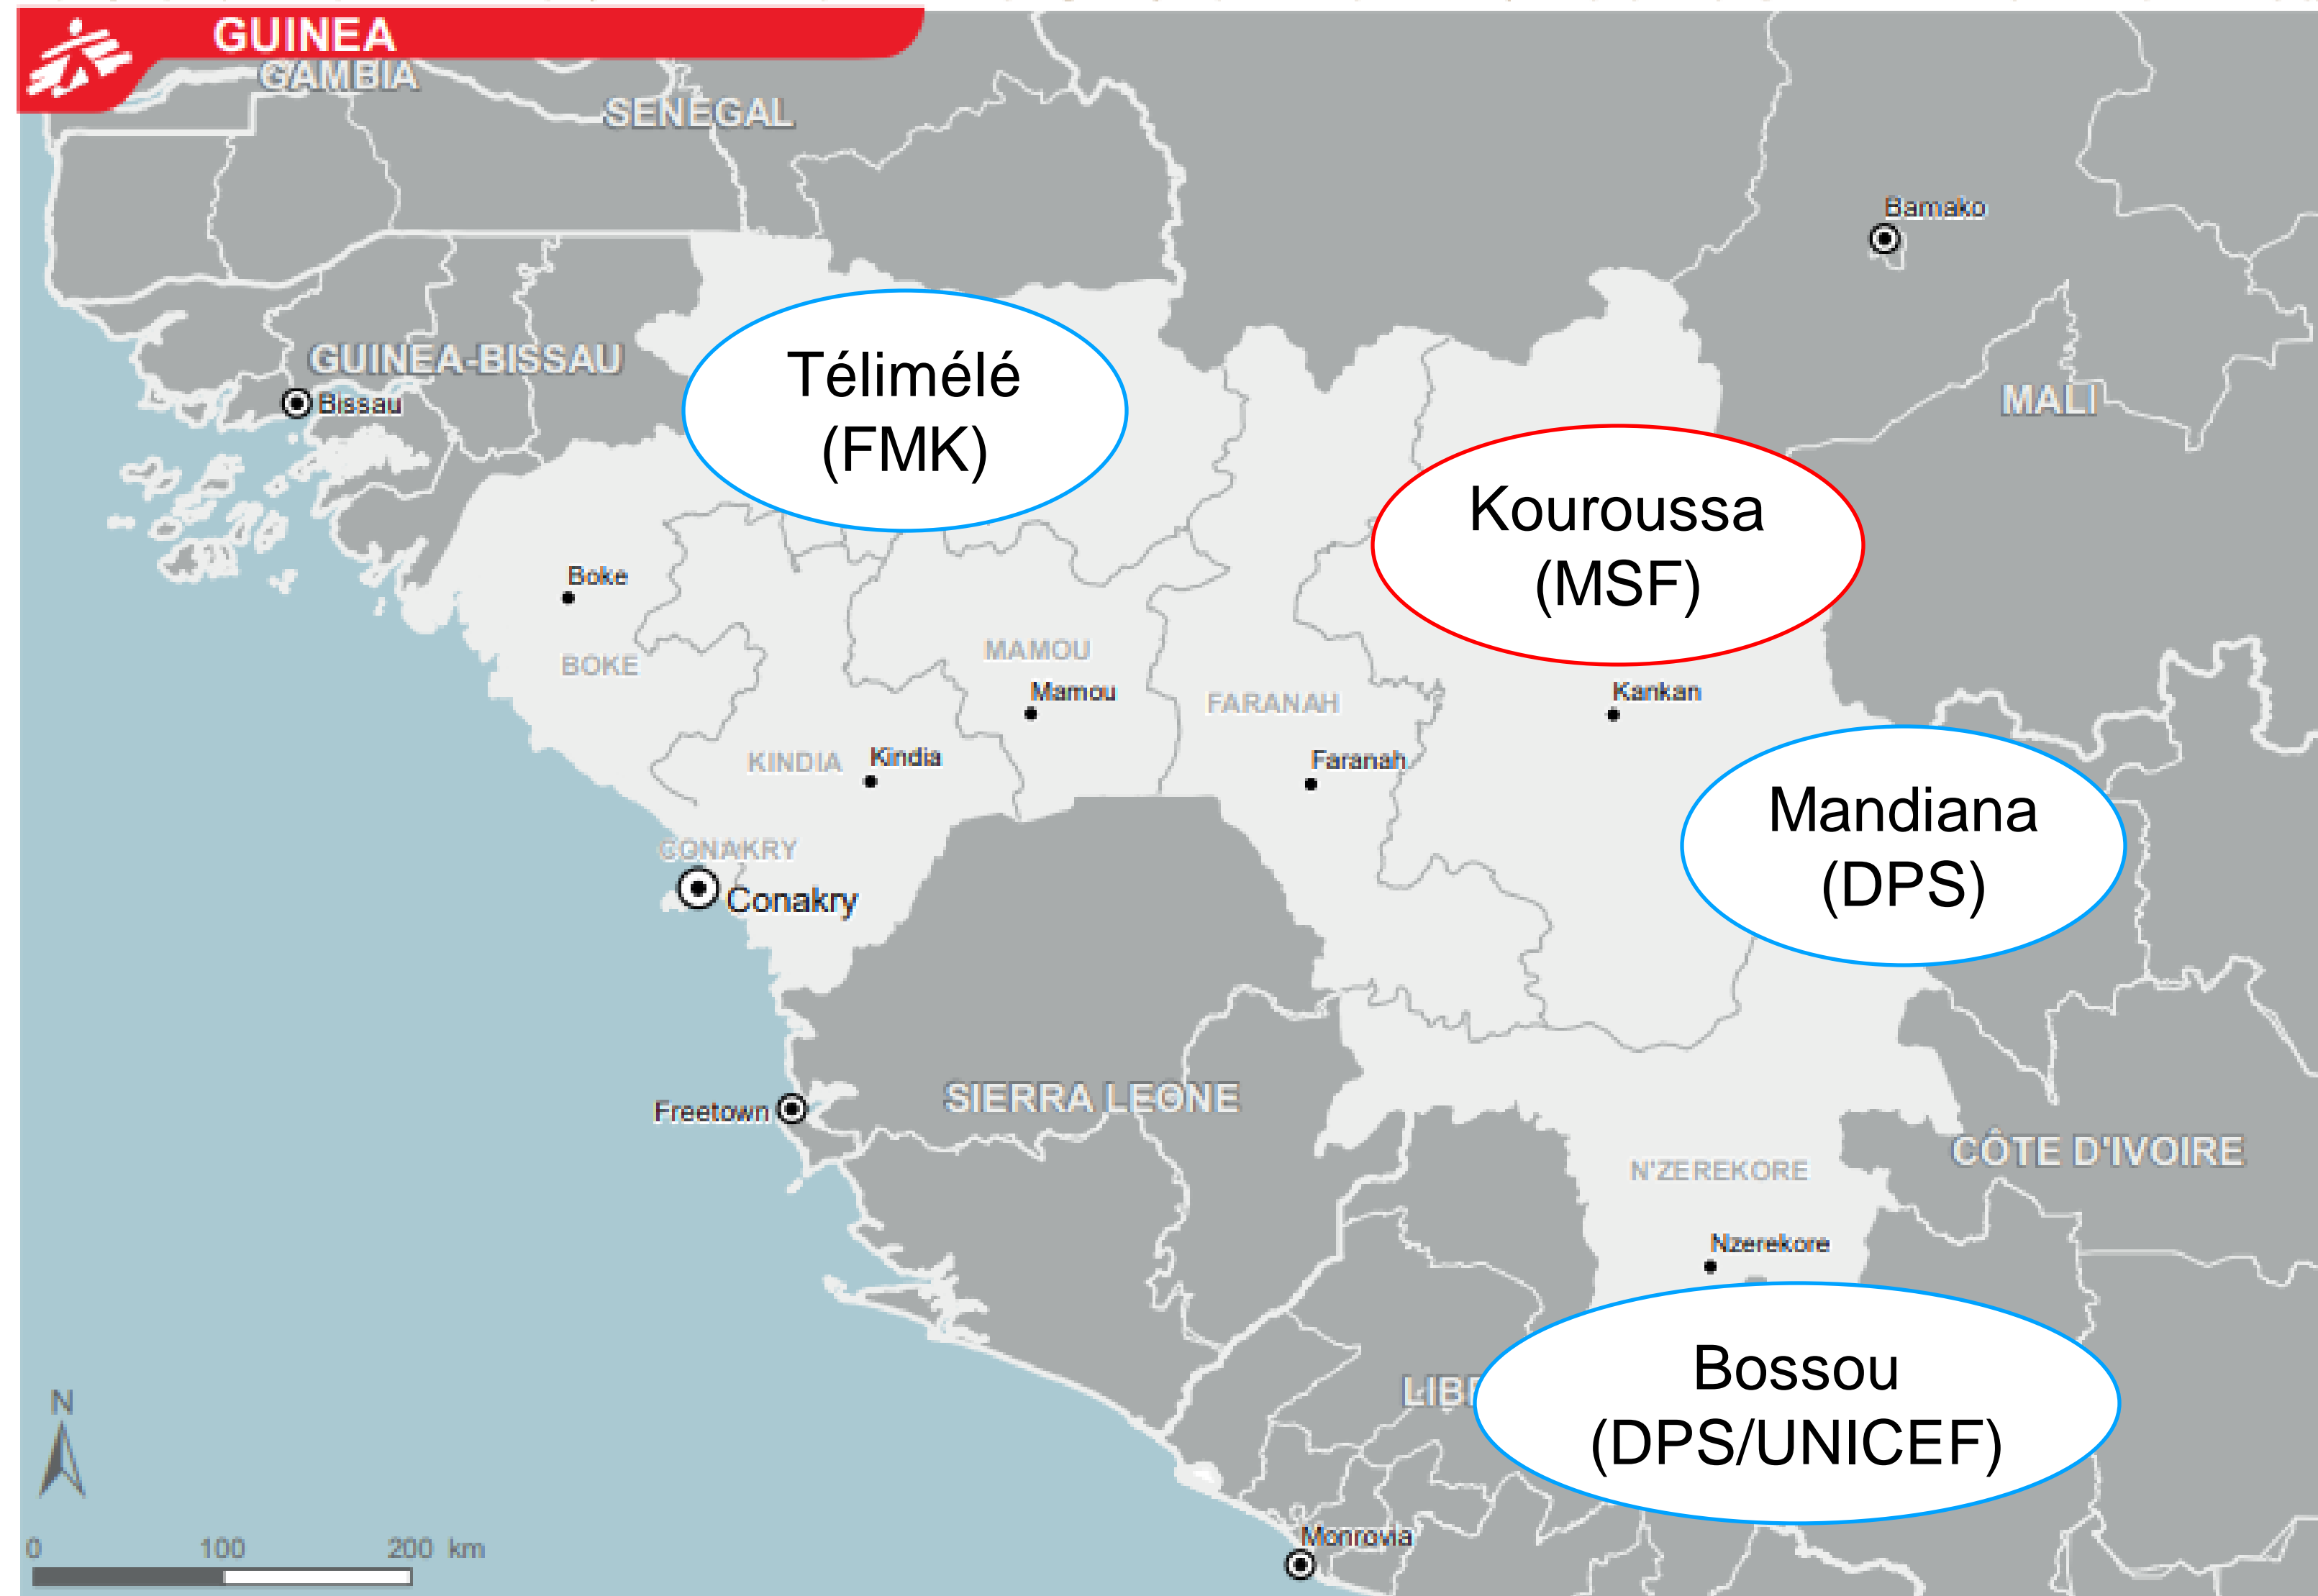 GUINEA
GAMBIA
SENEGAL
Bamako
GUINEA-BISSAU
Bissau
MALI
Télimélé
(FMK)
Kouroussa
(MSF)
Boke
BOKE
MAMOU
Mamou
FARANAH
Kankan
KINDIA
Kindia
Faranah
Mandiana
(DPS)
CONAKRY
Conakry
Freetown
SIERRA LEONE
CÔTE D'IVOIRE
N'ZEREKORE
Nzerekore
LIB
Bossou
(DPS/UNICEF)
N
Monrovia
0 100 200 km